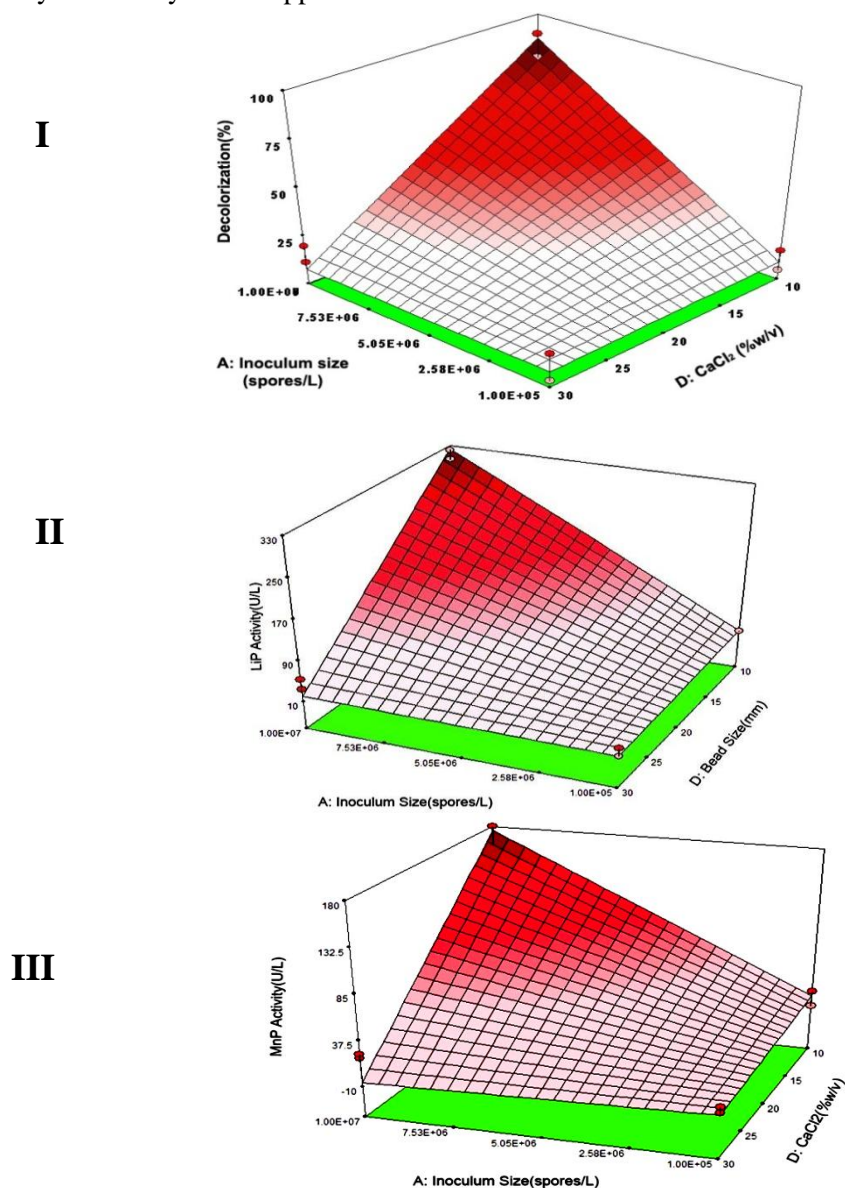 I
Decolorization(%)
100
75
50
25
1.00E+07
7.53E+06
5.05E+06
2.58E+06
1.00E+05
A: Inoculum size
(spores/L)
30
25
20
15
10
D: CaCl₂ (%w/v)
II
LiP Activity(U/L)
330
250
170
90
10
1.00E+07
7.53E+06
5.05E+06
2.58E+06
1.00E+05
A: Inoculum Size(spores/L)
30
25
20
15
10
D: Bead Size(mm)
III
MnP Activity(U/L)
180
132.5
85
37.5
-10
1.00E+07
7.53E+06
5.05E+06
2.58E+06
1.00E+05
A: Inoculum Size(spores/L)
30
25
20
15
10
D: CaCl2(%w/v)